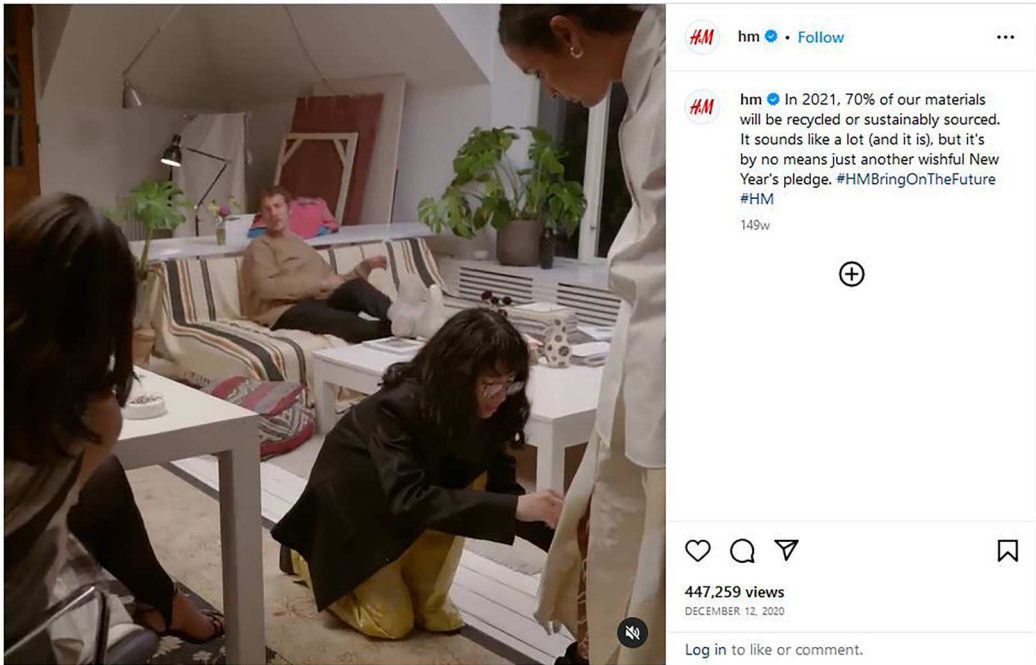 H&M
hm • Follow
H&M
hm In 2021, 70% of our materials
will be recycled or sustainably sourced.
It sounds like a lot (and it is), but it's
by no means just another wishful New
Year's pledge. #HMBringOnTheFuture
#HM
149w
447,259 views
DECEMBER 12, 2020
Log in to like or comment.